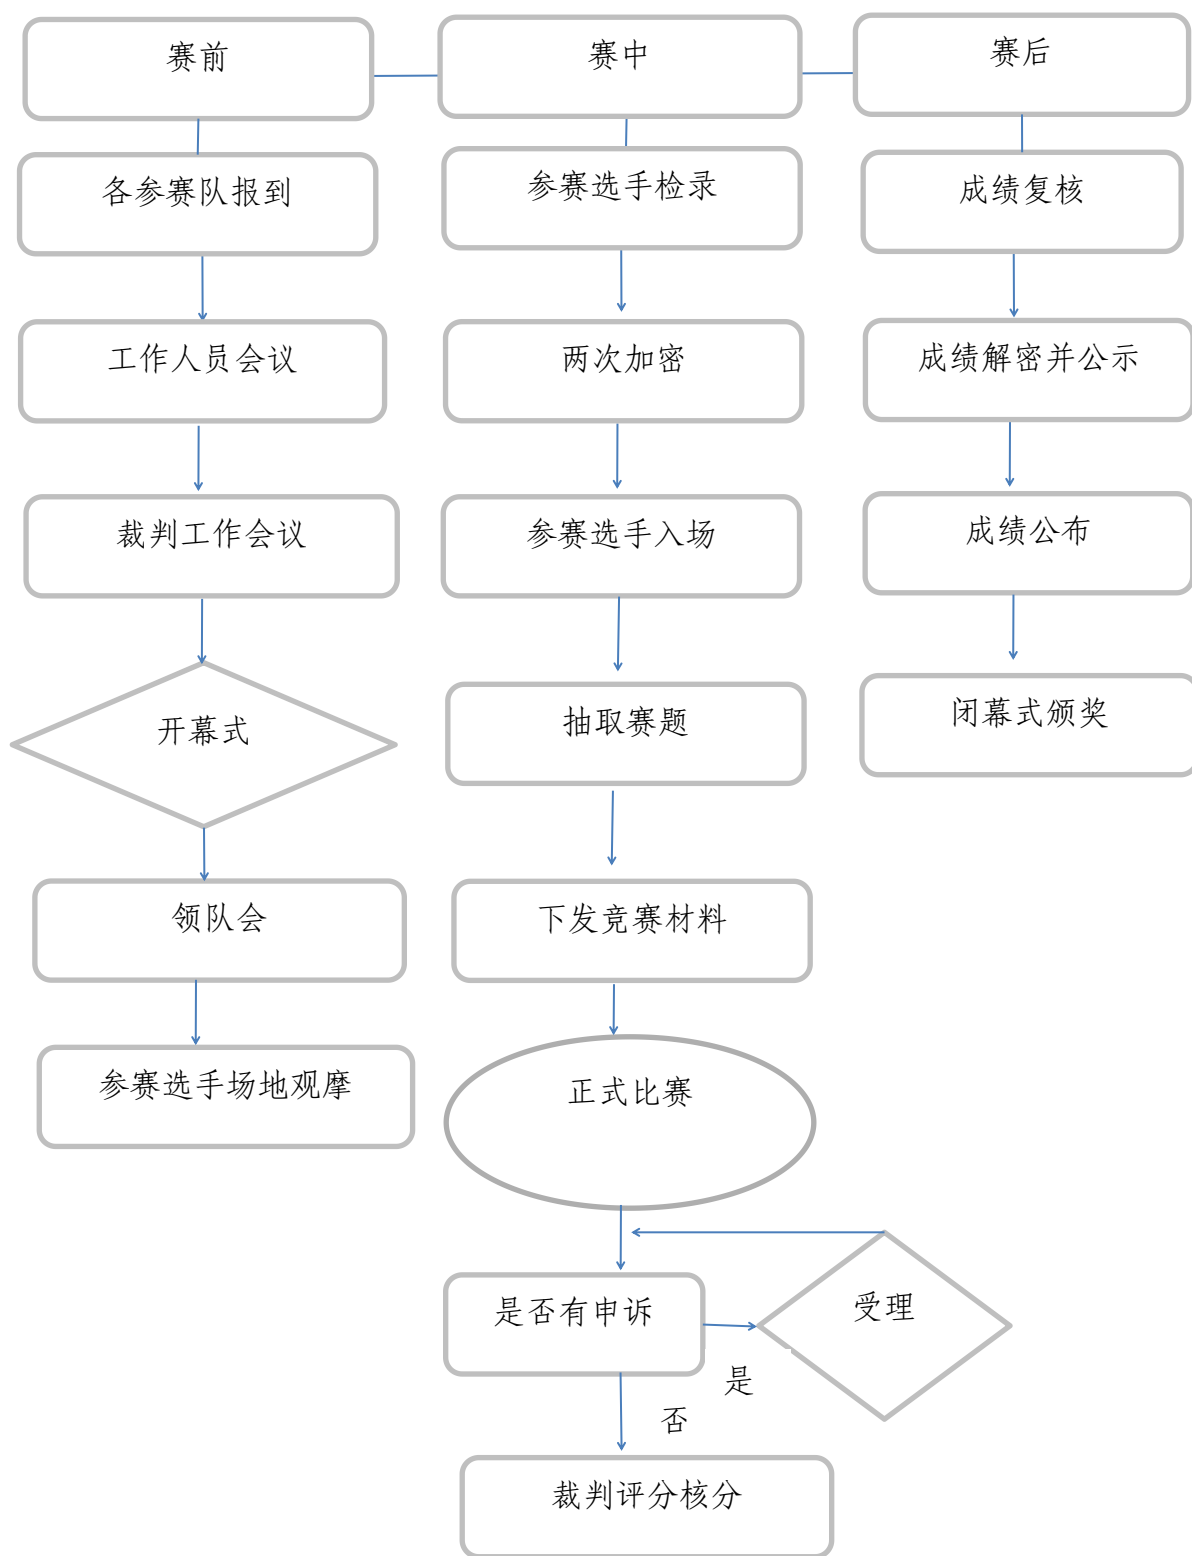 赛前
赛中
赛后
各参赛队报到
参赛选手检录
成绩复核
工作人员会议
两次加密
成绩解密并公示
裁判工作会议
参赛选手入场
成绩公布
开幕式
抽取赛题
闭幕式颁奖
领队会
下发竞赛材料
参赛选手场地观摩
正式比赛
是否有申诉
受理
是
否
裁判评分核分